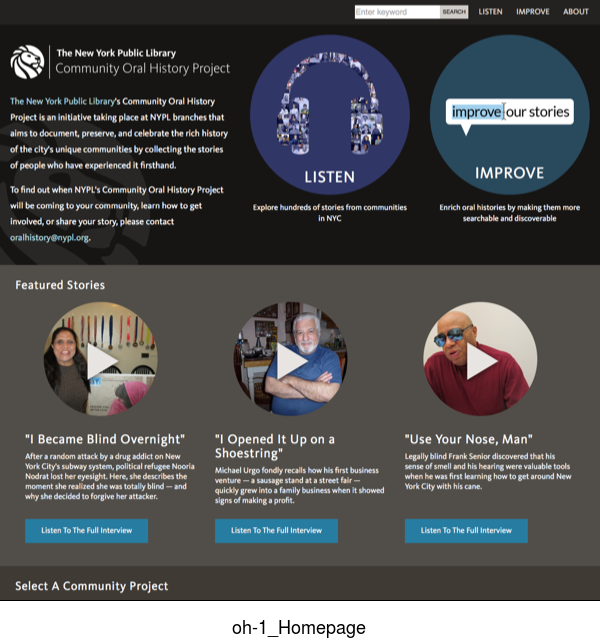 Enter keyword SEARCH LISTEN IMPROVE ABOUT
The New York Public Library
Community Oral History Project
The New York Public Library's Community Oral History
Project is an initiative taking place at NYPL branches that
aims to document, preserve, and celebrate the rich history
of the city's unique communities by collecting the stories
of people who have experienced it firsthand.
To find out when NYPL's Community Oral History Project
will be coming to your community, learn how to get
involved, or share your story, please contact
oralhistory@nypl.org.
LISTEN
Explore hundreds of stories from communities
in NYC
improve our stories
IMPROVE
Enrich oral histories by making them more
searchable and discoverable
Featured Stories
"I Became Blind Overnight"
After a random attack by a drug addict on New
York City's subway system, political refugee Nooria
Nodrat lost her eyesight. Here, she describes the
moment she realized she was totally blind — and
why she decided to forgive her attacker.
Listen To The Full Interview
"I Opened It Up on a
Shoestring"
Michael Urgo fondly recalls how his first business
venture — a sausage stand at a street fair —
quickly grew into a family business when it showed
signs of making a profit.
Listen To The Full Interview
"Use Your Nose, Man"
Legally blind Frank Senior discovered that his
sense of smell and his hearing were valuable tools
when he was first learning how to get around New
York City with his cane.
Listen To The Full Interview
Select A Community Project
oh-1_Homepage